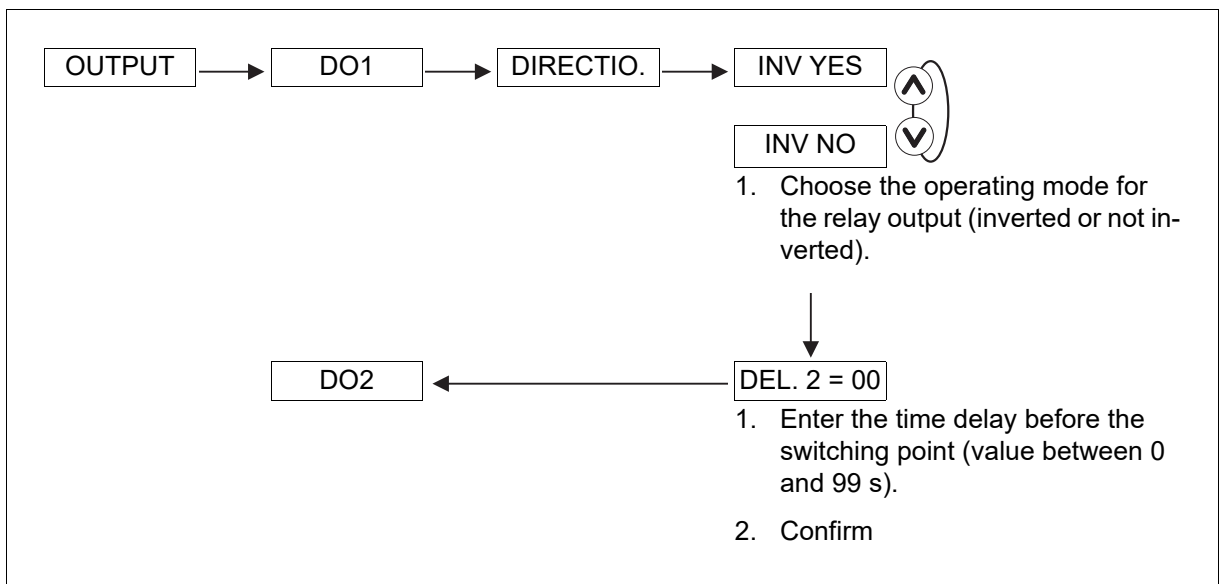 OUTPUT
DO1
DIRECTIO.
INV YES
INV NO
1. Choose the operating mode for
the relay output (inverted or not in-
verted).
DO2
DEL. 2 = 00
1. Enter the time delay before the
switching point (value between 0
and 99 s).
2. Confirm